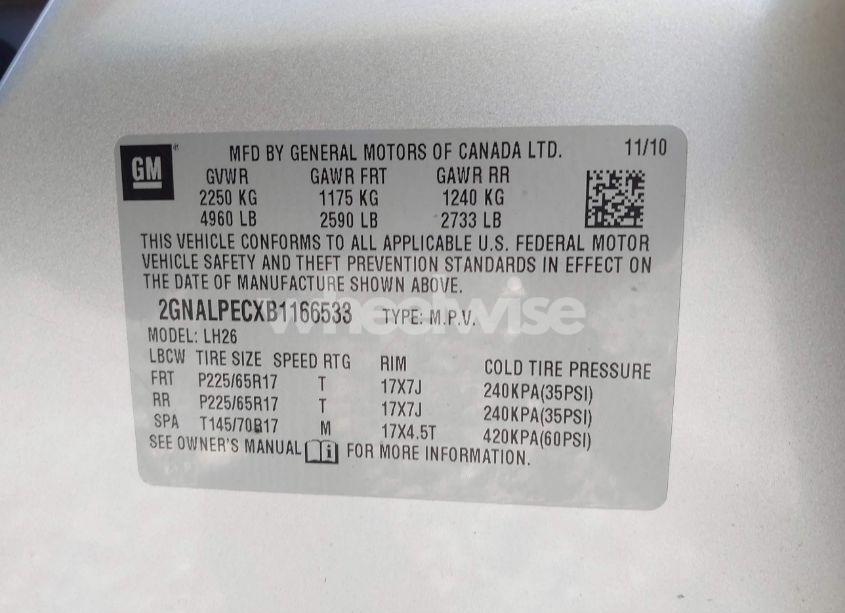 GM
MFD BY GENERAL MOTORS OF CANADA LTD. 11/10
GVWR GAWR FRT GAWR RR
2250 KG 1175 KG 1240 KG
4960 LB 2590 LB 2733 LB
THIS VEHICLE CONFORMS TO ALL APPLICABLE U.S. FEDERAL MOTOR
VEHICLE SAFETY AND THEFT PREVENTION STANDARDS IN EFFECT ON
THE DATE OF MANUFACTURE SHOWN ABOVE.
2GNALPECXB1166533 TYPE: M.P.V.
wheelwise
MODEL: LH26
LBCW TIRE SIZE SPEED RTG RIM COLD TIRE PRESSURE
FRT P225/65R17 T 17X7J 240KPA(35PSI)
RR P225/65R17 T 17X7J 240KPA(35PSI)
SPA T145/70B17 M 17X4.5T 420KPA(60PSI)
SEE OWNER'S MANUAL FOR MORE INFORMATION.